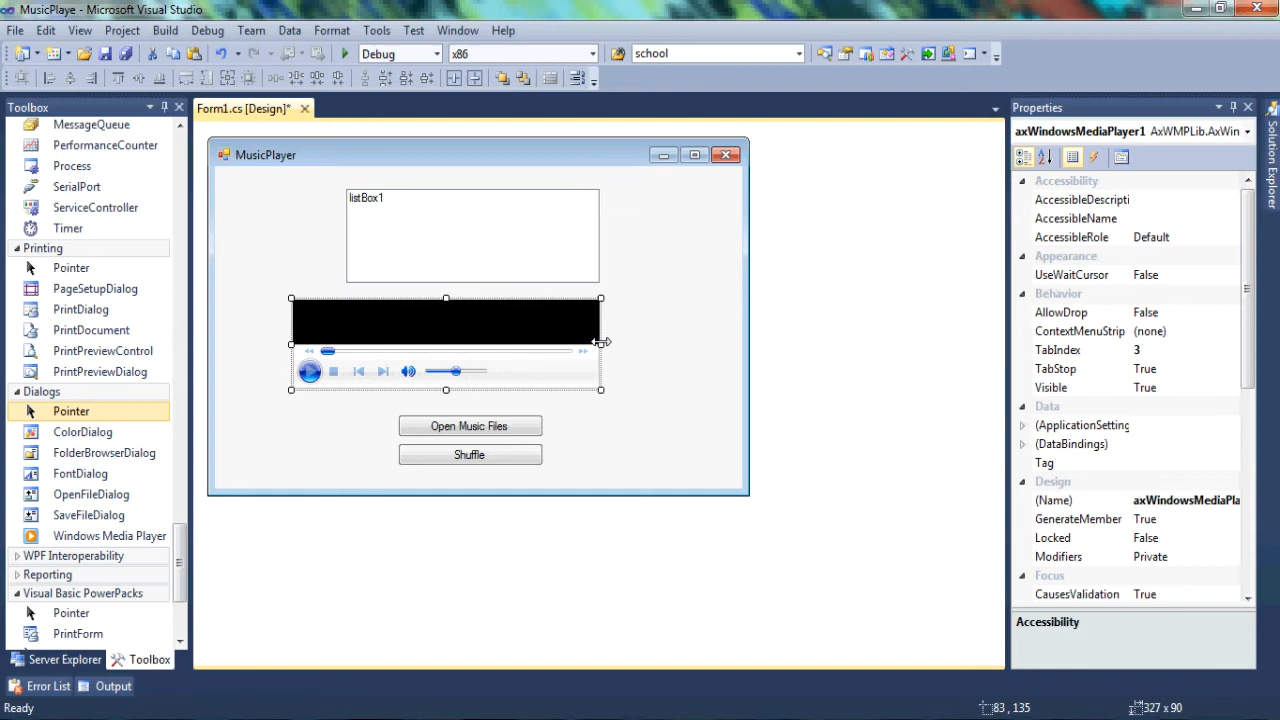 MusicPlaye - Microsoft Visual Studio
File Edit View Project Build Debug Team Data Format Tools Test Window Help
Debug x86 school
Toolbox
MessageQueue
PerformanceCounter
Process
SerialPort
ServiceController
Timer
Printing
Pointer
PageSetupDialog
PrintDialog
PrintDocument
PrintPreviewControl
PrintPreviewDialog
Dialogs
Pointer
ColorDialog
FolderBrowserDialog
FontDialog
OpenFileDialog
SaveFileDialog
Windows Media Player
WPF Interoperability
Reporting
Visual Basic PowerPacks
Pointer
PrintForm
Server Explorer Toolbox
Form1.cs [Design]*
MusicPlayer
listBox1
Open Music Files
Shuffle
Properties
axWindowsMediaPlayer1 AxWMPLib.AxWin
Accessibility
AccessibleDescripti
AccessibleName
AccessibleRole Default
Appearance
UseWaitCursor False
Behavior
AllowDrop False
ContextMenuStrip (none)
TabIndex 3
TabStop True
Visible True
Data
(ApplicationSetting
(DataBindings)
Tag
Design
(Name) axWindowsMediaPla
GenerateMember True
Locked False
Modifiers Private
Focus
CausesValidation True
Accessibility
Solution Explorer
Error List Output
Ready 83 , 135 327 x 90